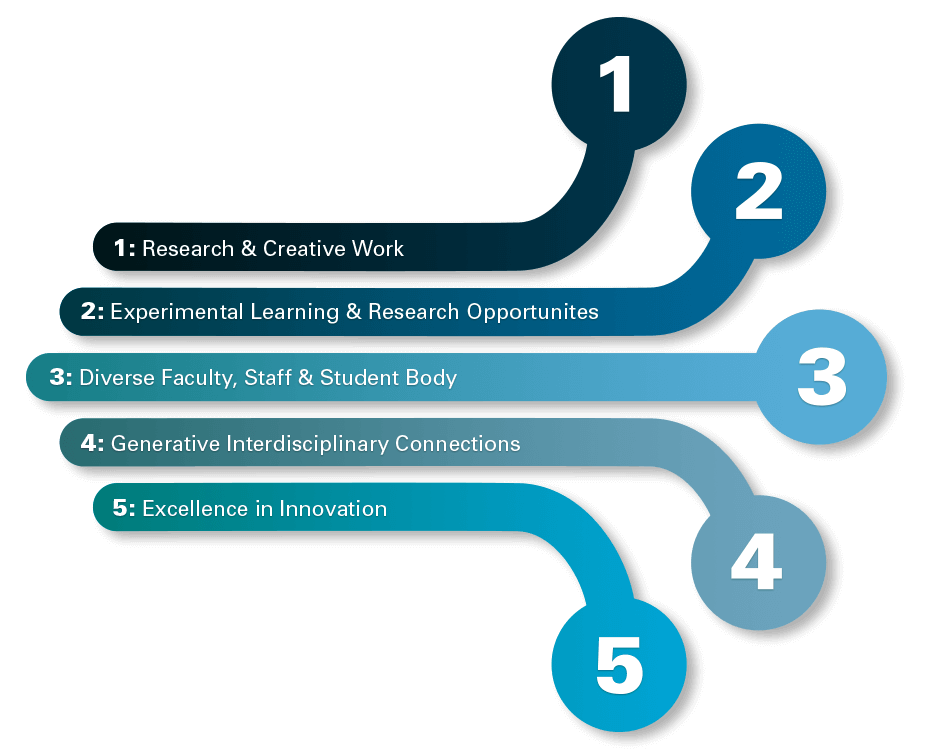 1
2
1: Research & Creative Work
2: Experimental Learning & Research Opportunites
3: Diverse Faculty, Staff & Student Body
3
4: Generative Interdisciplinary Connections
5: Excellence in Innovation
4
5